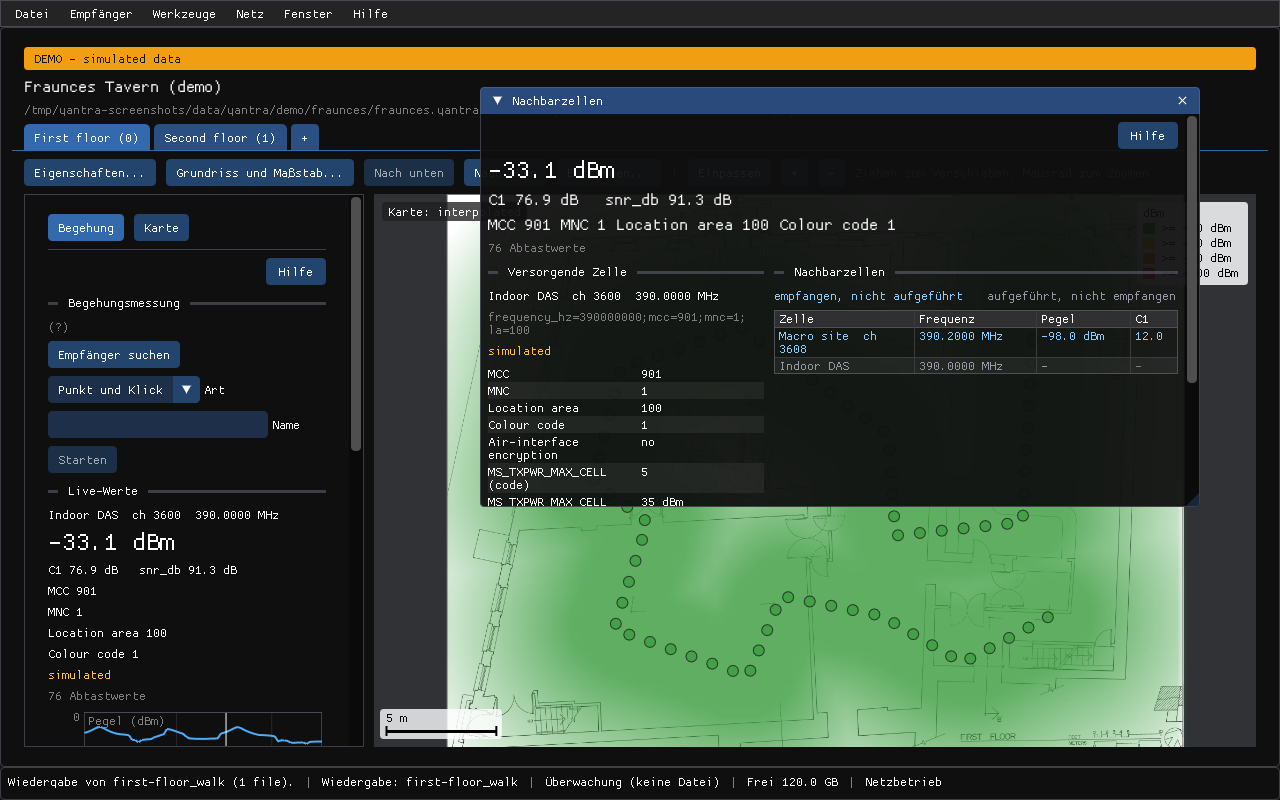 Datei Empfänger Werkzeuge Netz Fenster Hilfe
DEMO - simulated data
Fraunces Tavern (demo)
/tmp/yantra-screenshots/data/yantra/demo/fraunces/fraunces.yantra
First floor (0) Second floor (1) +
Eigenschaften... Grundriss und Maßstab... Nach unten
Begehung Karte
Hilfe
Begehungsmessung
(?)
Empfänger suchen
Punkt und Klick ▼ Art
Name
Starten
Live-Werte
Indoor DAS ch 3600 390.0000 MHz
-33.1 dBm
C1 76.9 dB snr_db 91.3 dB
MCC 901
MNC 1
Location area 100
Colour code 1
simulated
76 Abtastwerte
0 Pegel (dBm)
Karte:
▼ Nachbarzellen ✕
Hilfe
-33.1 dBm
C1 76.9 dB snr_db 91.3 dB
MCC 901 MNC 1 Location area 100 Colour code 1
76 Abtastwerte
Versorgende Zelle
Indoor DAS ch 3600 390.0000 MHz
frequency_hz=390000000;mcc=901;mnc=1;
la=100
simulated
MCC 901
MNC 1
Location area 100
Colour code 1
Air-interface
encryption no
MS_TXPWR_MAX_CELL
(code) 5
MS_TXPWR_MAX_CELL 35 dBm
Nachbarzellen
empfangen, nicht aufgeführt aufgeführt, nicht empfangen
Zelle Frequenz Pegel C1
Macro site ch
3608 390.2000 MHz -98.0 dBm 12.0
Indoor DAS 390.0000 MHz - -
5 m
FIRST FLOOR
Wiedergabe von first-floor_walk (1 file). | Wiedergabe: first-floor_walk | Überwachung (keine Datei) | Frei 120.0 GB | Netzbetrieb